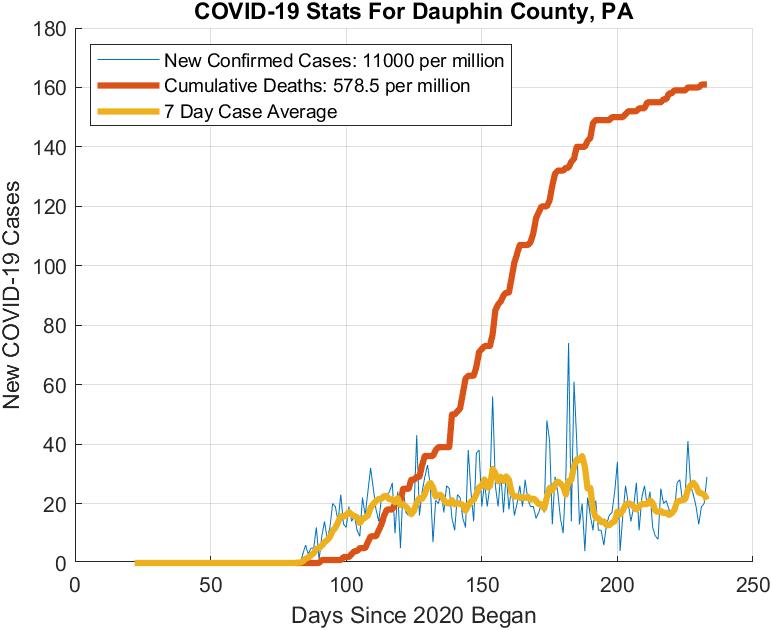 COVID-19 Stats For Dauphin County, PA
New Confirmed Cases: 11000 per million
Cumulative Deaths: 578.5 per million
7 Day Case Average
New COVID-19 Cases
180
160
140
120
100
80
60
40
20
0
0 50 100 150 200 250
Days Since 2020 Began